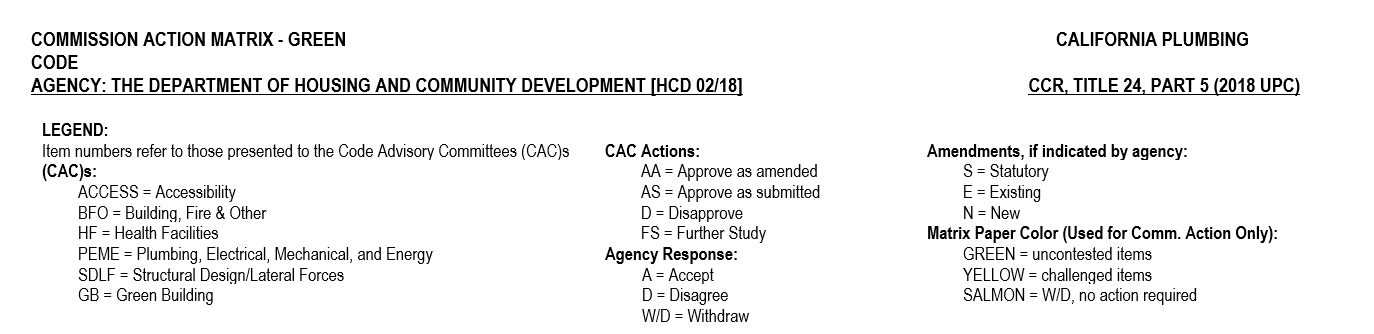 COMMISSION ACTION MATRIX - GREEN CALIFORNIA PLUMBING
CODE
AGENCY: THE DEPARTMENT OF HOUSING AND COMMUNITY DEVELOPMENT [HCD 02/18] CCR, TITLE 24, PART 5 (2018 UPC)
LEGEND:
Item numbers refer to those presented to the Code Advisory Committees (CAC)s
(CAC)s:
ACCESS = Accessibility
BFO = Building, Fire & Other
HF = Health Facilities
PEME = Plumbing, Electrical, Mechanical, and Energy
SDLF = Structural Design/Lateral Forces
GB = Green Building
CAC Actions:
AA = Approve as amended
AS = Approve as submitted
D = Disapprove
FS = Further Study
Agency Response:
A = Accept
D = Disagree
W/D = Withdraw
Amendments, if indicated by agency:
S = Statutory
E = Existing
N = New
Matrix Paper Color (Used for Comm. Action Only):
GREEN = uncontested items
YELLOW = challenged items
SALMON = W/D, no action required